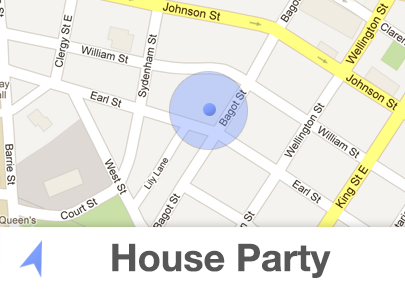 Johnson St
Bagot St
Clergy St E
Wellington St
William St
Sydenham St
Johnson St
Earl St
Bagot St
William St
Wellington St
Barrie St
West St
Lily Lane
Earl St
King St E
Court St
Bagot St
Queen's
House Party